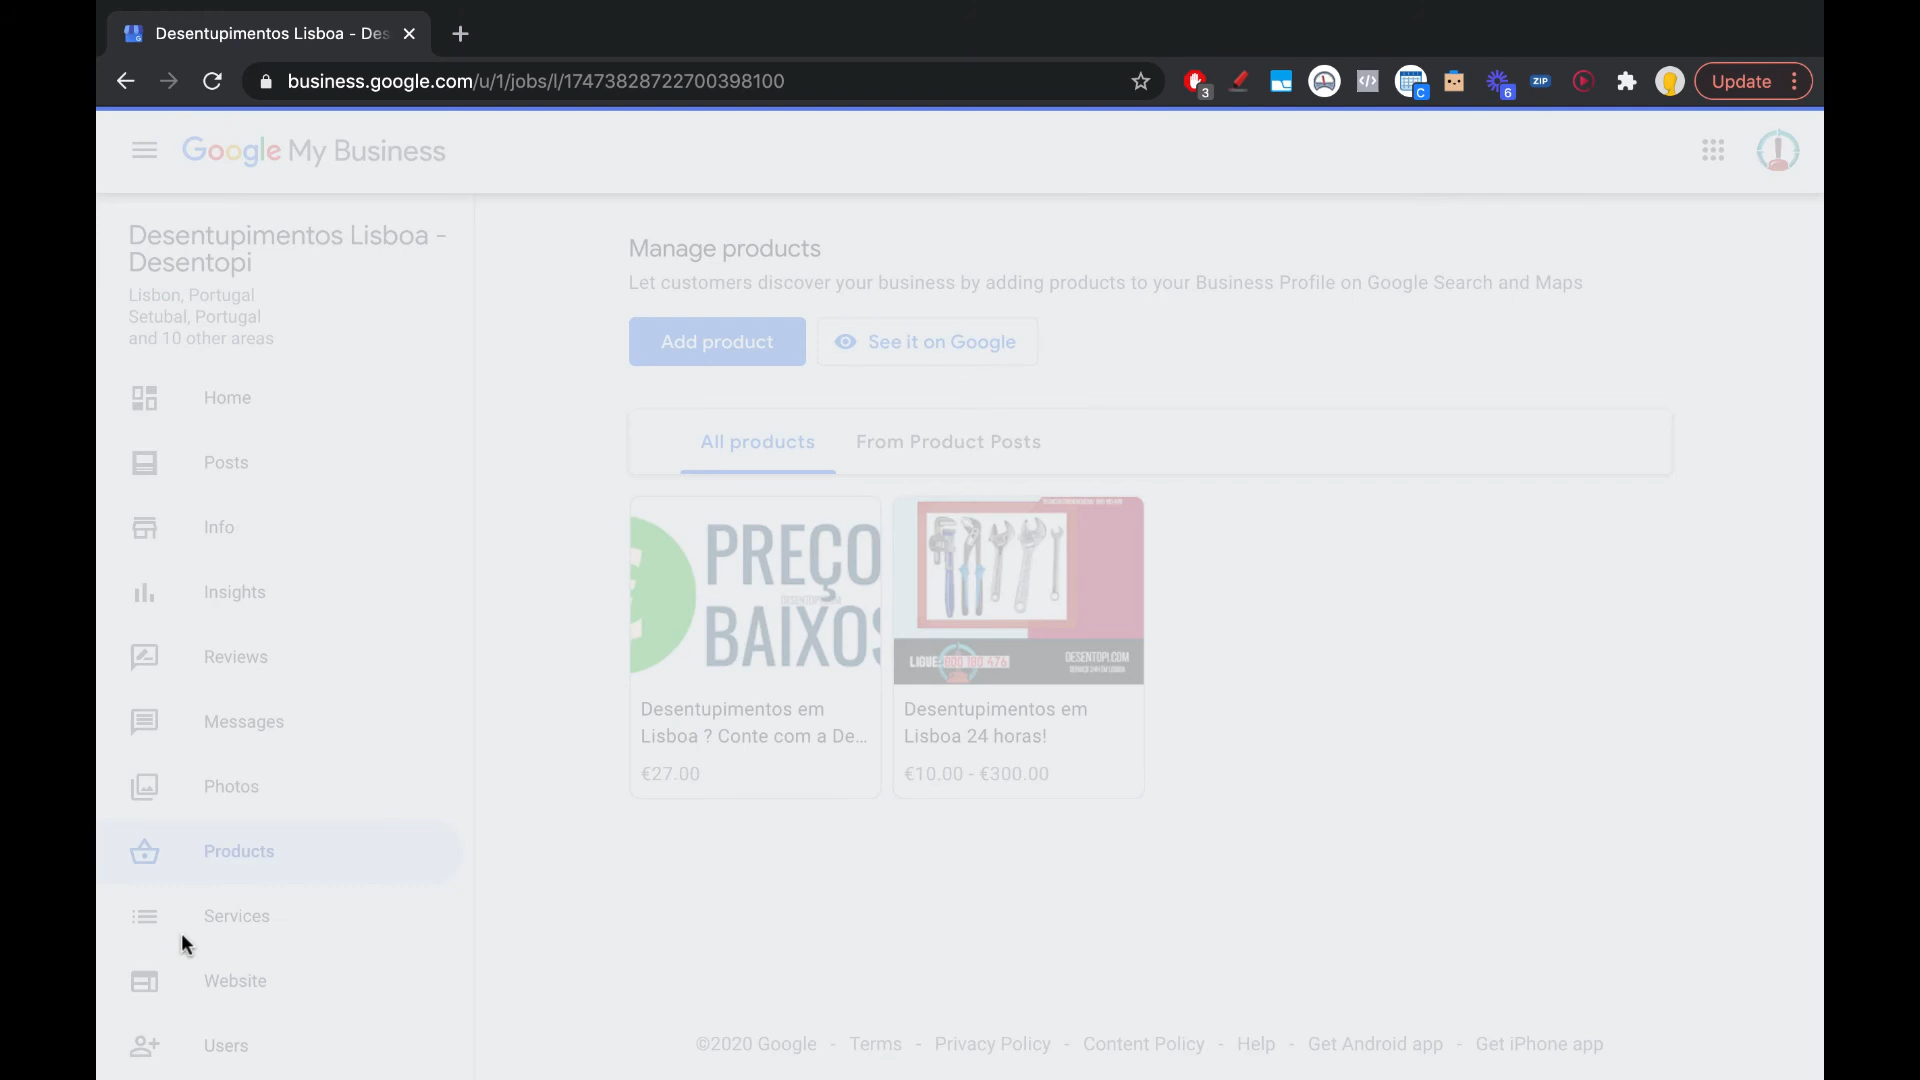 Desentupimentos Lisboa - Des
business.google.com/u/1/jobs/l/17473828722700398100
3
C
6
ZIP
Update
Google My Business
Desentupimentos Lisboa -
Desentopi
Lisbon, Portugal
Setubal, Portugal
and 10 other areas
Home
Posts
Info
Insights
Reviews
Messages
Photos
Products
Services
Website
Users
Manage products
Let customers discover your business by adding products to your Business Profile on Google Search and Maps
Add product
See it on Google
All products
From Product Posts
€
PREÇO
BAIXOS
LIGUE:
DESENTOPI.COM
Desentupimentos em
Lisboa ? Conte com a De...
€27.00
Desentupimentos em
Lisboa 24 horas!
€10.00 - €300.00
©2020 Google - Terms - Privacy Policy - Content Policy - Help - Get Android app - Get iPhone app